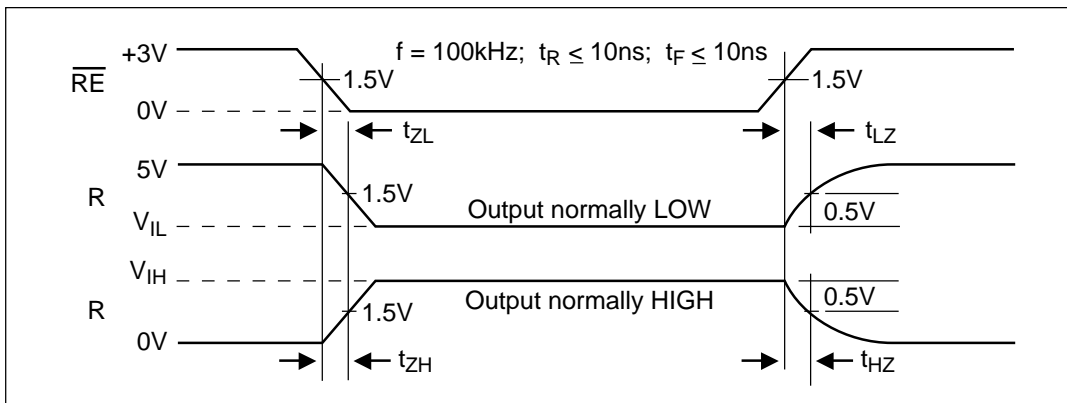 +3V
f = 100kHz; t_R ≤ 10ns; t_F ≤ 10ns
R̅E̅
1.5V
1.5V
0V
t_ZL
t_LZ
5V
R
1.5V
Output normally LOW
0.5V
V_IL
V_IH
R
1.5V
Output normally HIGH
0.5V
0V
t_ZH
t_HZ